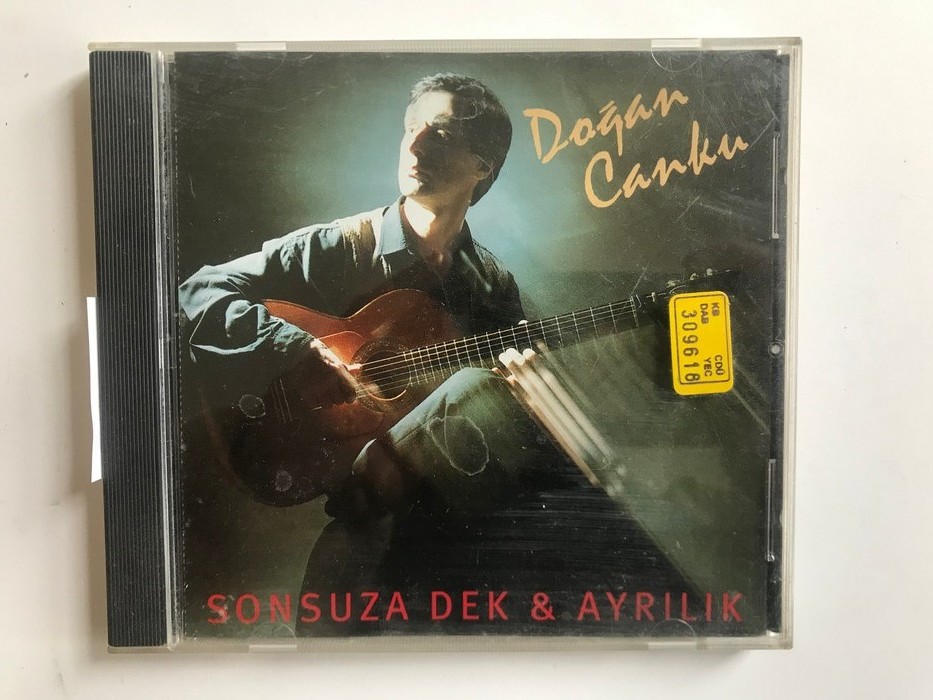 Doğan
Canku
KB CDÜ
DAB YEC
309618
SONSUZA DEK & AYRILIK